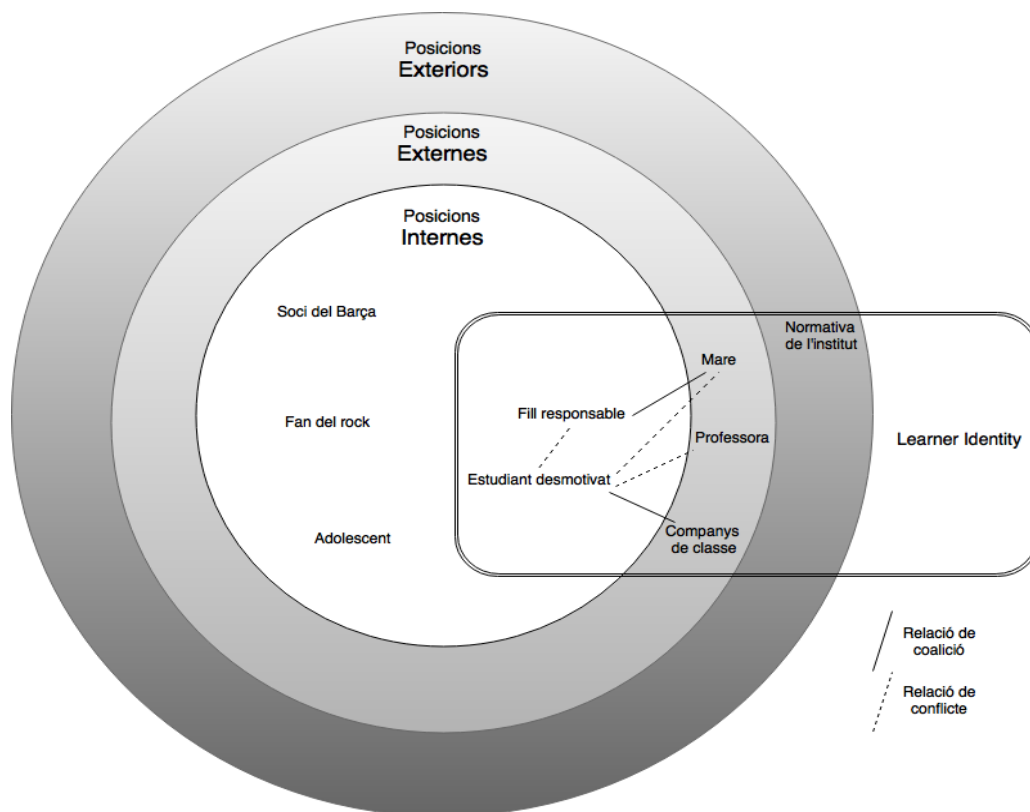 Posicions
Exteriors
Posicions
Externes
Posicions
Internes
Soci del Barça
Normativa
de l'institut
Mare
Fill responsable
Fan del rock
Professora
Learner Identity
Estudiant desmotivat
Companys
de classe
Adolescent
Relació de
coalició
Relació de
conflicte